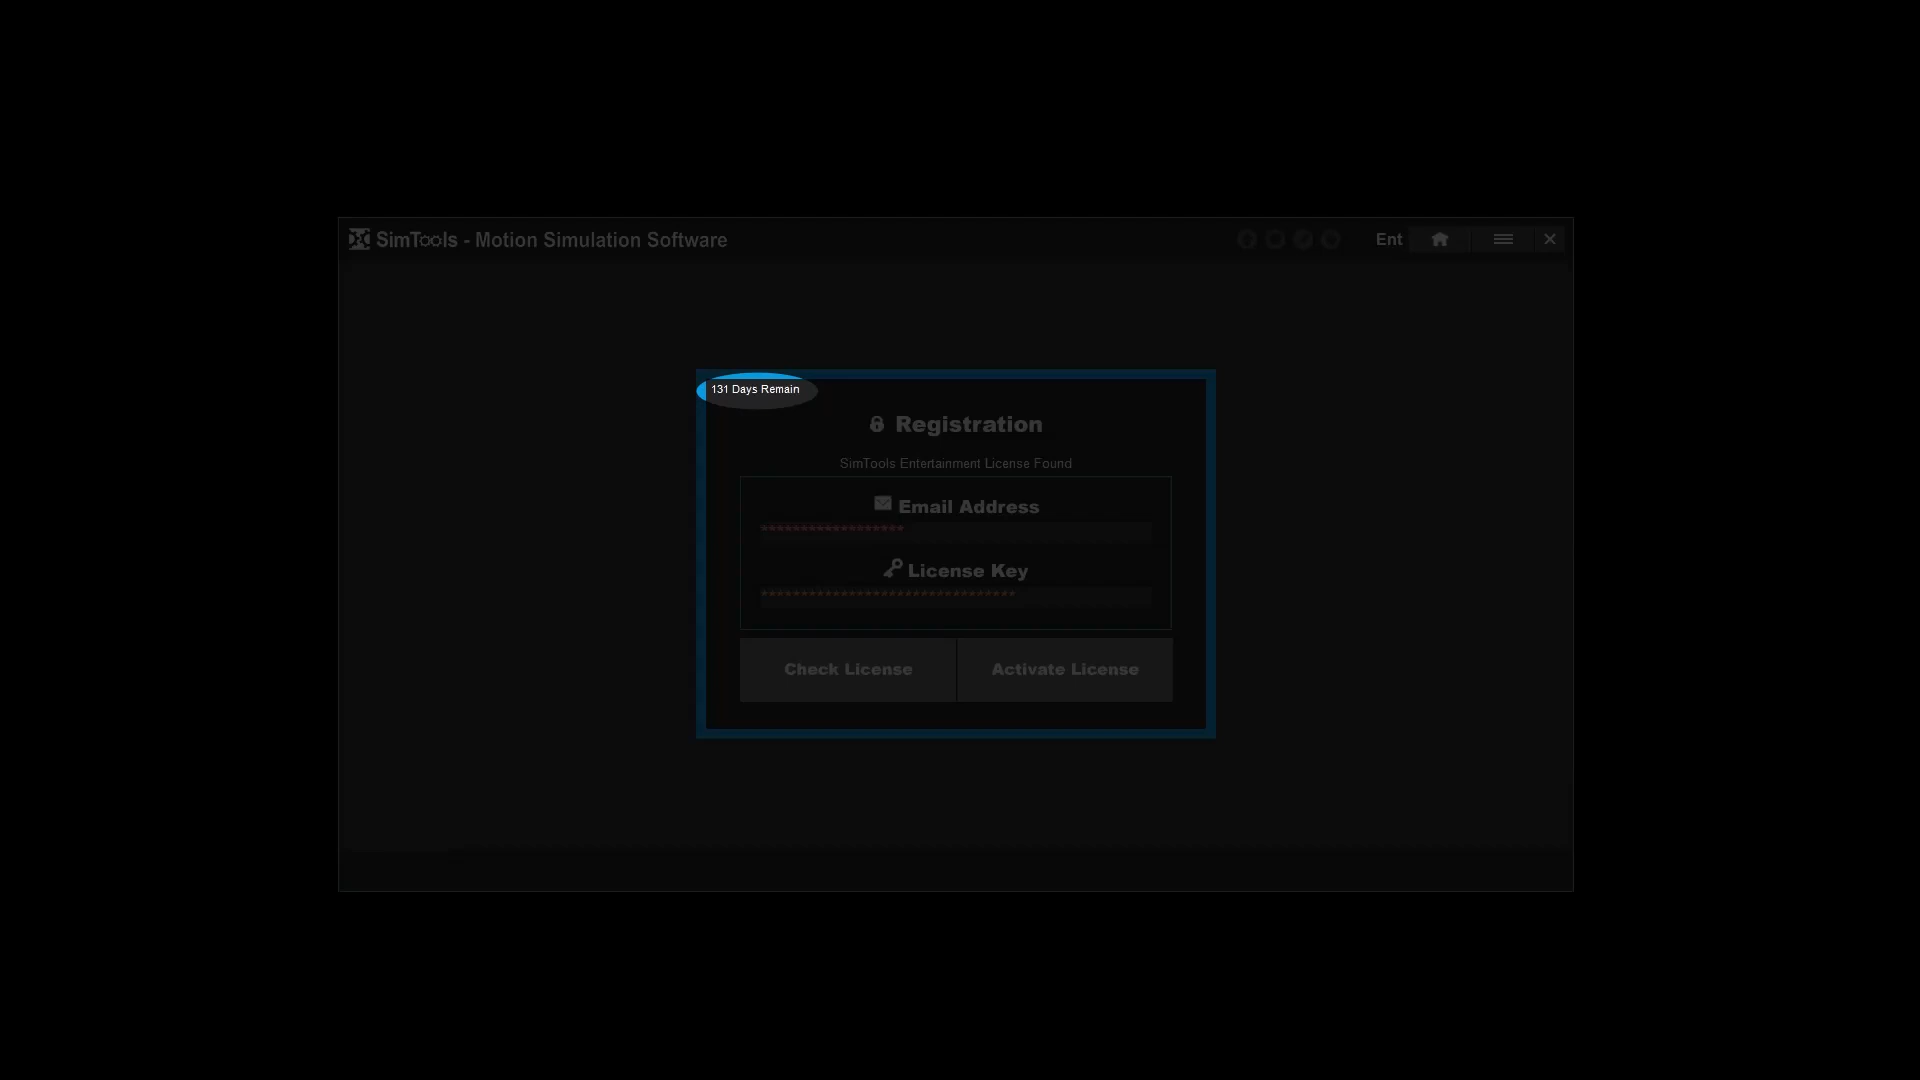 SimTools - Motion Simulation Software
Ent
131 Days Remain
Registration
SimTools Entertainment License Found
Email Address
******************
License Key
********************************
Check License
Activate License